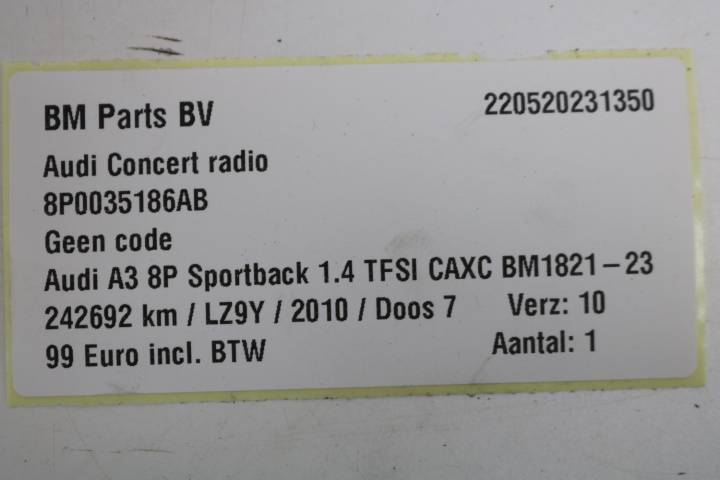 BM Parts BV 220520231350
Audi Concert radio
8P0035186AB
Geen code
Audi A3 8P Sportback 1.4 TFSI CAXC BM1821-23
242692 km / LZ9Y / 2010 / Doos 7 Verz: 10
99 Euro incl. BTW Aantal: 1